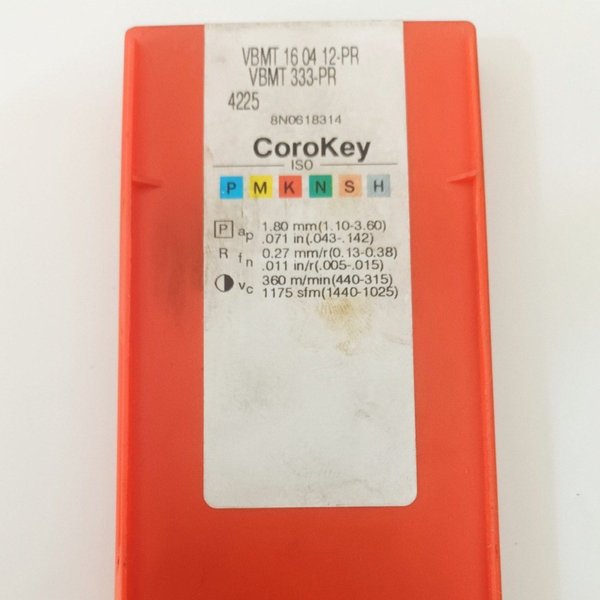 VBMT 16 04 12-PR
VBMT 333-PR
4225
8N0618314
CoroKey
ISO
P M K N S H
P ap 1.80 mm(1.10-3.60)
.071 in(.043-.142)
R fn 0.27 mm/r(0.13-0.38)
.011 in/r(.005-.015)
vc 360 m/min(440-315)
1175 sfm(1440-1025)